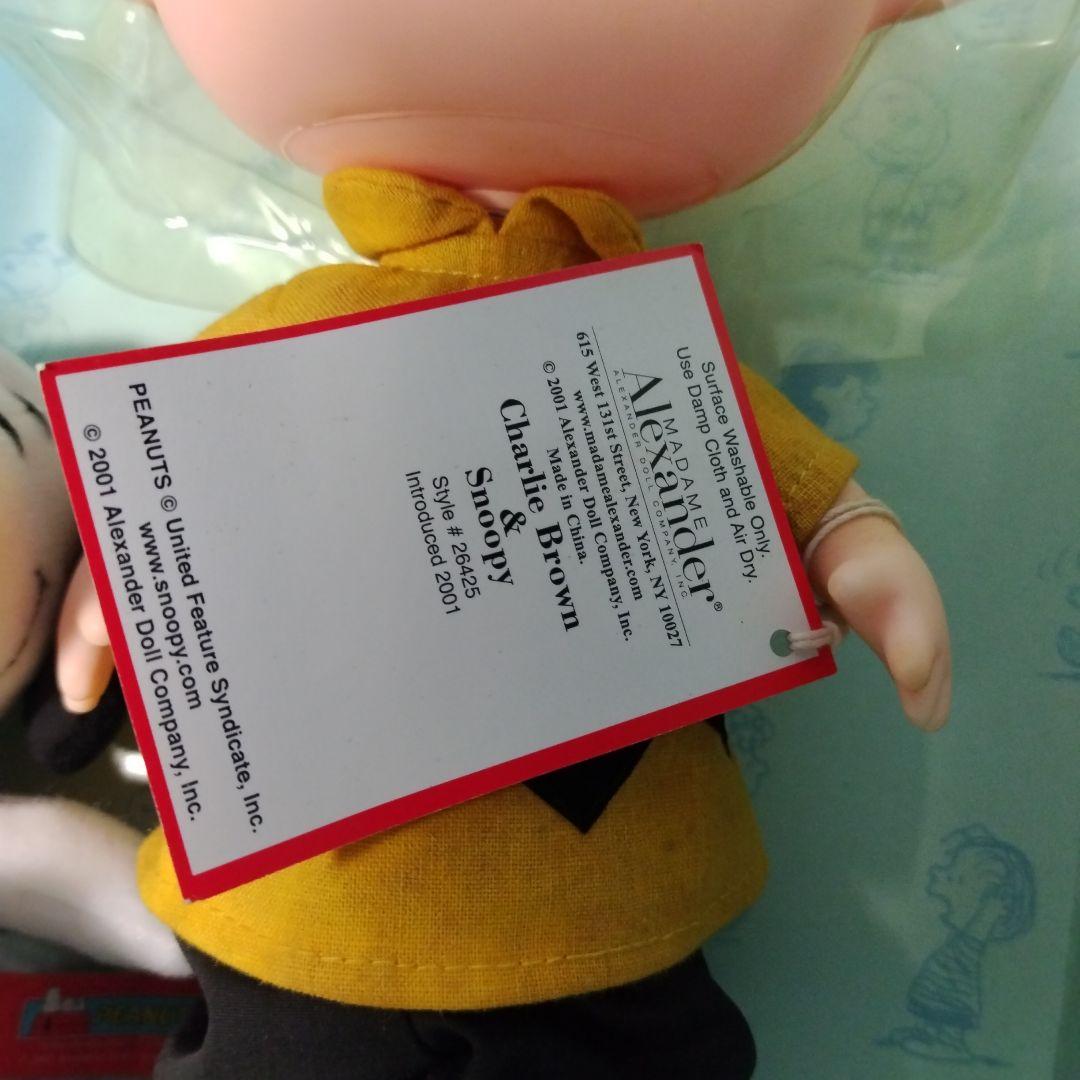 Surface Washable Only.
Use Damp Cloth and Air Dry.
MADAME
Alexander®
ALEXANDER DOLL COMPANY, INC
615 West 131st Street, New York, NY 10027
www.madamealexander.com
© 2001 Alexander Doll Company, Inc.
Made in China.
Charlie Brown
&
Snoopy
Style # 26425
Introduced 2001
PEANUTS © United Feature Syndicate, Inc.
www.snoopy.com
© 2001 Alexander Doll Company, Inc.